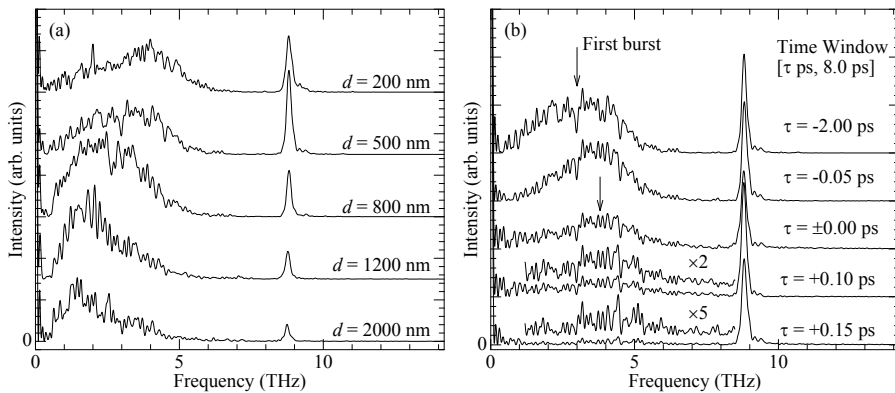 (a)
d = 200 nm
d = 500 nm
d = 800 nm
d = 1200 nm
d = 2000 nm
Intensity (arb. units)
0
0 5 10
Frequency (THz)
(b)
First burst
Time Window
[τ ps, 8.0 ps]
τ = -2.00 ps
τ = -0.05 ps
τ = ±0.00 ps
×2
τ = +0.10 ps
×5
τ = +0.15 ps
Intensity (arb. units)
0
0 5 10
Frequency (THz)